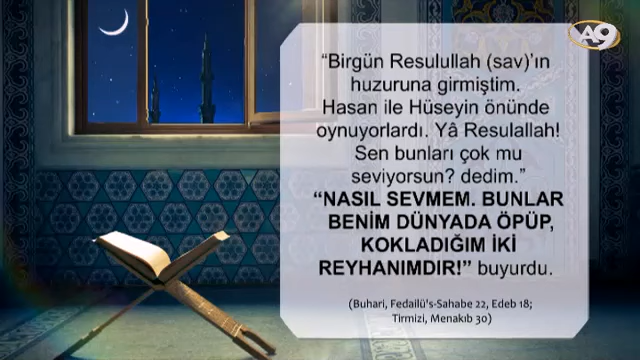 A9
“Birgün Resulullah (sav)’ın
huzuruna girmiştim.
Hasan ile Hüseyin önünde
oynuyorlardı. Yâ Resulallah!
Sen bunları çok mu
seviyorsun? dedim.”
“NASIL SEVMEM. BUNLAR
BENİM DÜNYADA ÖPÜP,
KOKLADIĞIM İKİ
REYHANIMDIR!” buyurdu.
(Buhari, Fedailü's-Sahabe 22, Edeb 18;
Tirmizi, Menakıb 30)